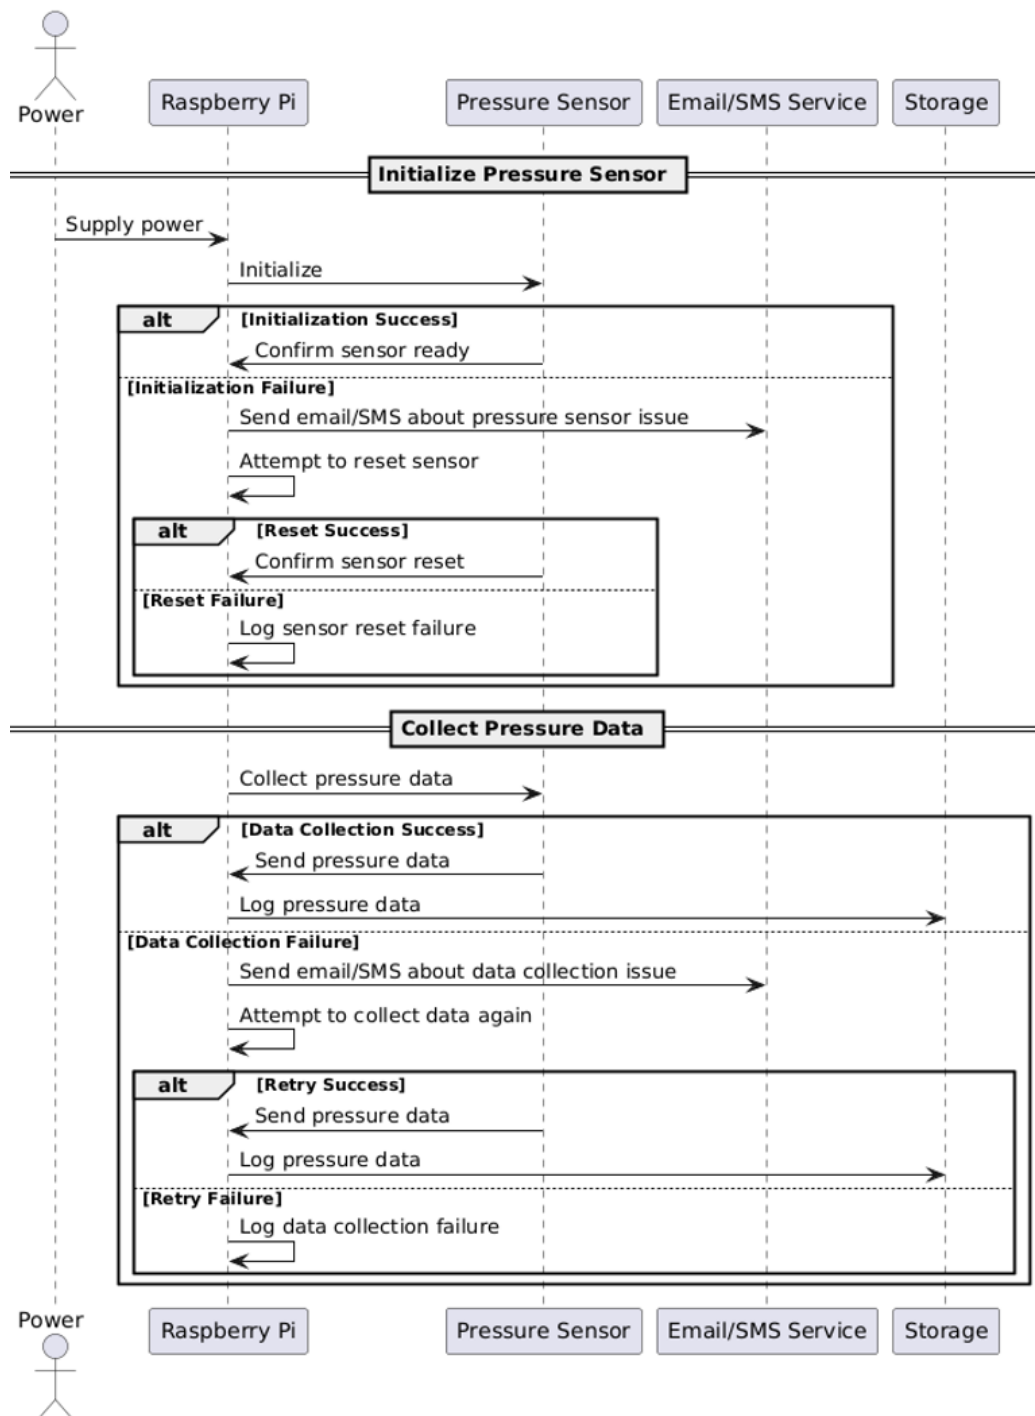 Power
Raspberry Pi
Pressure Sensor
Email/SMS Service
Storage
Initialize Pressure Sensor
Supply power
Initialize
alt
[Initialization Success]
Confirm sensor ready
[Initialization Failure]
Send email/SMS about pressure sensor issue
Attempt to reset sensor
alt
[Reset Success]
Confirm sensor reset
[Reset Failure]
Log sensor reset failure
Collect Pressure Data
Collect pressure data
alt
[Data Collection Success]
Send pressure data
Log pressure data
[Data Collection Failure]
Send email/SMS about data collection issue
Attempt to collect data again
alt
[Retry Success]
Send pressure data
Log pressure data
[Retry Failure]
Log data collection failure
Power
Raspberry Pi
Pressure Sensor
Email/SMS Service
Storage